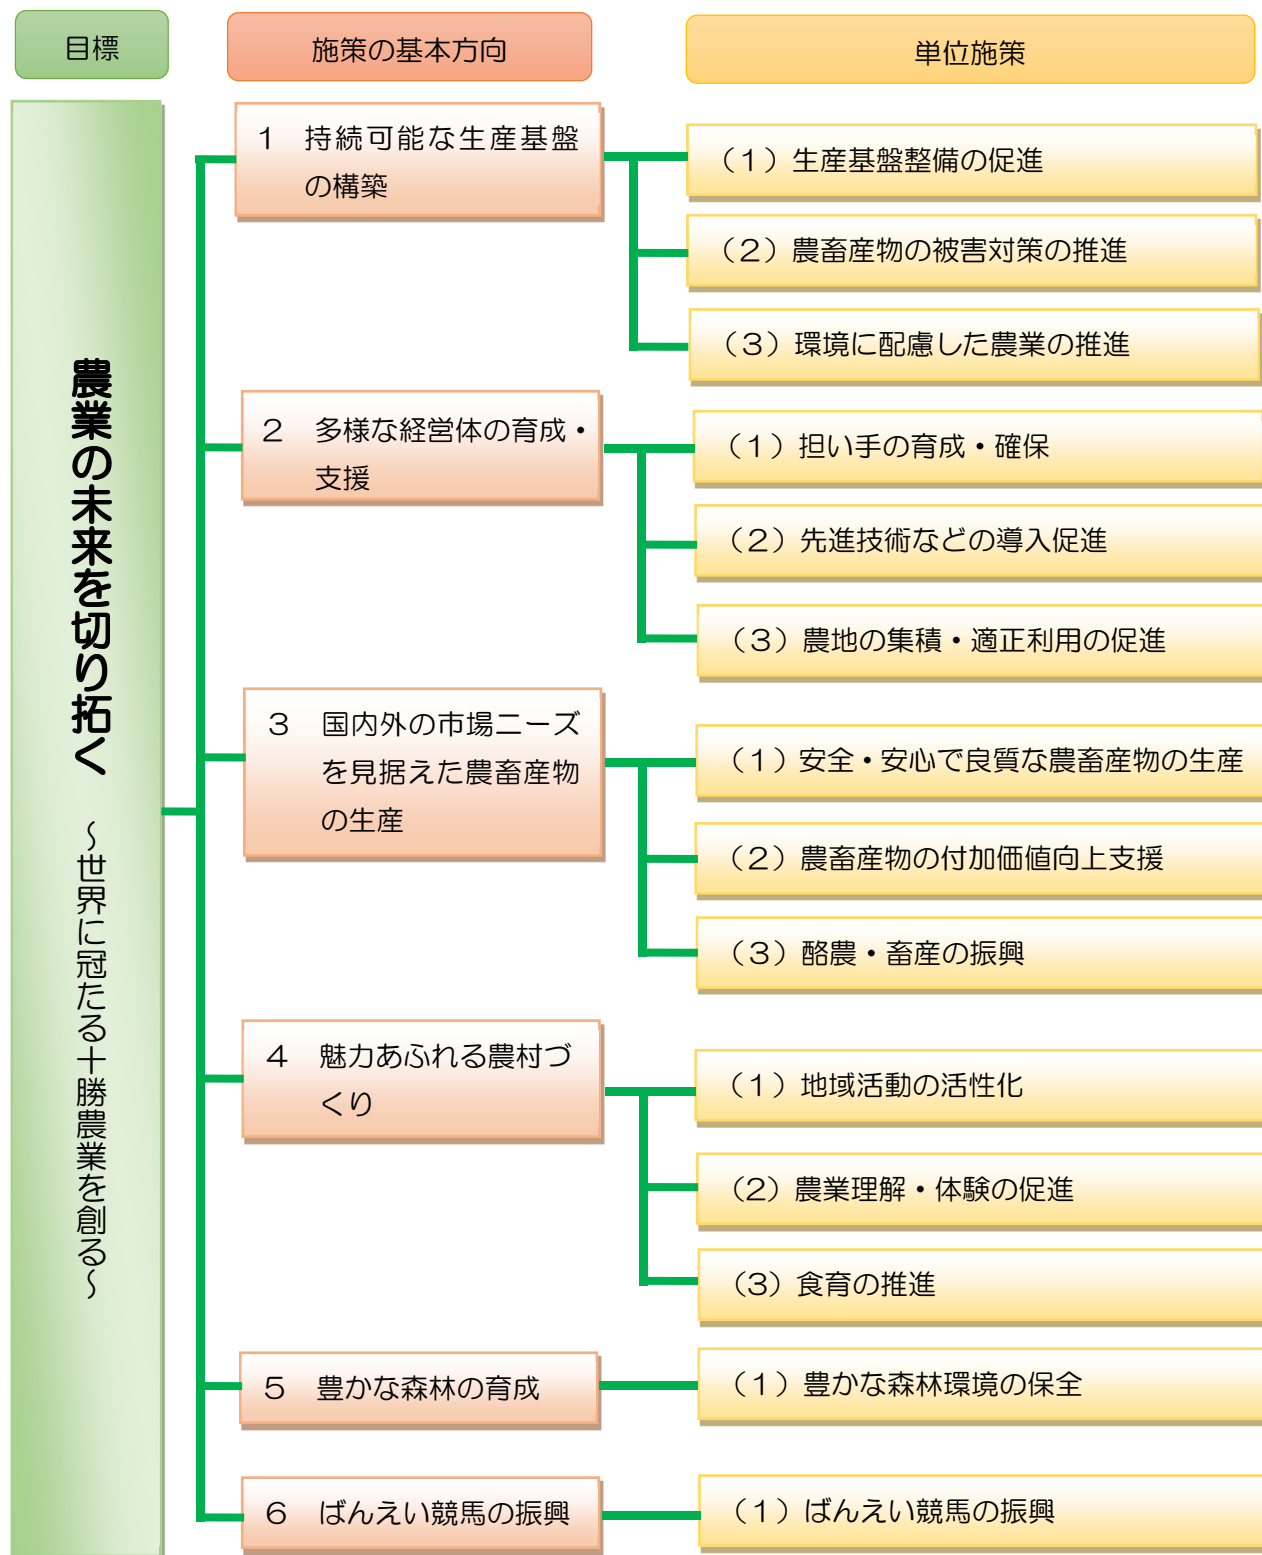 目標
施策の基本方向
単位施策
農業の未来を切り拓く
~世界に冠たる十勝農業を創る~
1 持続可能な生産基盤
の構築
(1)生産基盤整備の促進
(2)農畜産物の被害対策の推進
(3)環境に配慮した農業の推進
2 多様な経営体の育成・
支援
(1)担い手の育成・確保
(2)先進技術などの導入促進
(3)農地の集積・適正利用の促進
3 国内外の市場ニーズ
を見据えた農畜産物
の生産
(1)安全・安心で良質な農畜産物の生産
(2)農畜産物の付加価値向上支援
(3)酪農・畜産の振興
4 魅力あふれる農村づ
くり
(1)地域活動の活性化
(2)農業理解・体験の促進
(3)食育の推進
5 豊かな森林の育成
(1)豊かな森林環境の保全
6 ばんえい競馬の振興
(1)ばんえい競馬の振興